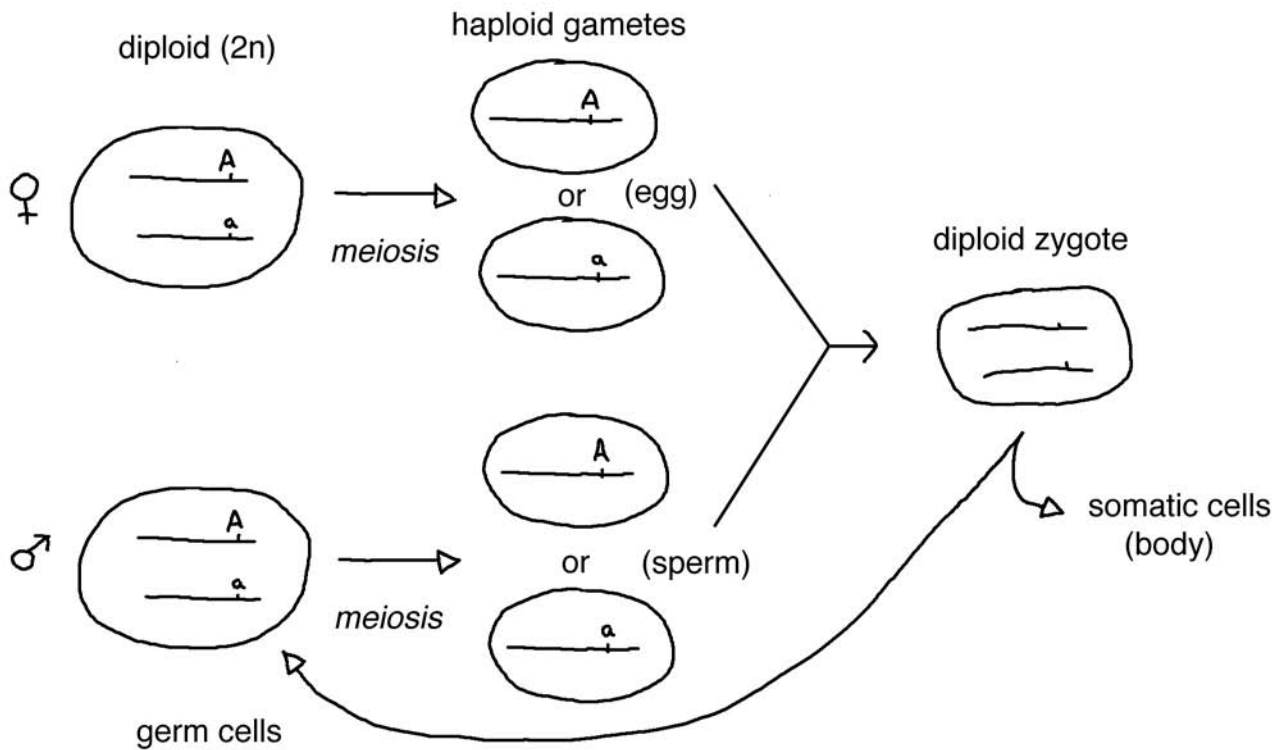 diploid (2n)
haploid gametes
A
a
♀
meiosis
A
or (egg)
a
diploid zygote
A
a
♂
meiosis
A
or (sperm)
a
somatic cells
(body)
germ cells